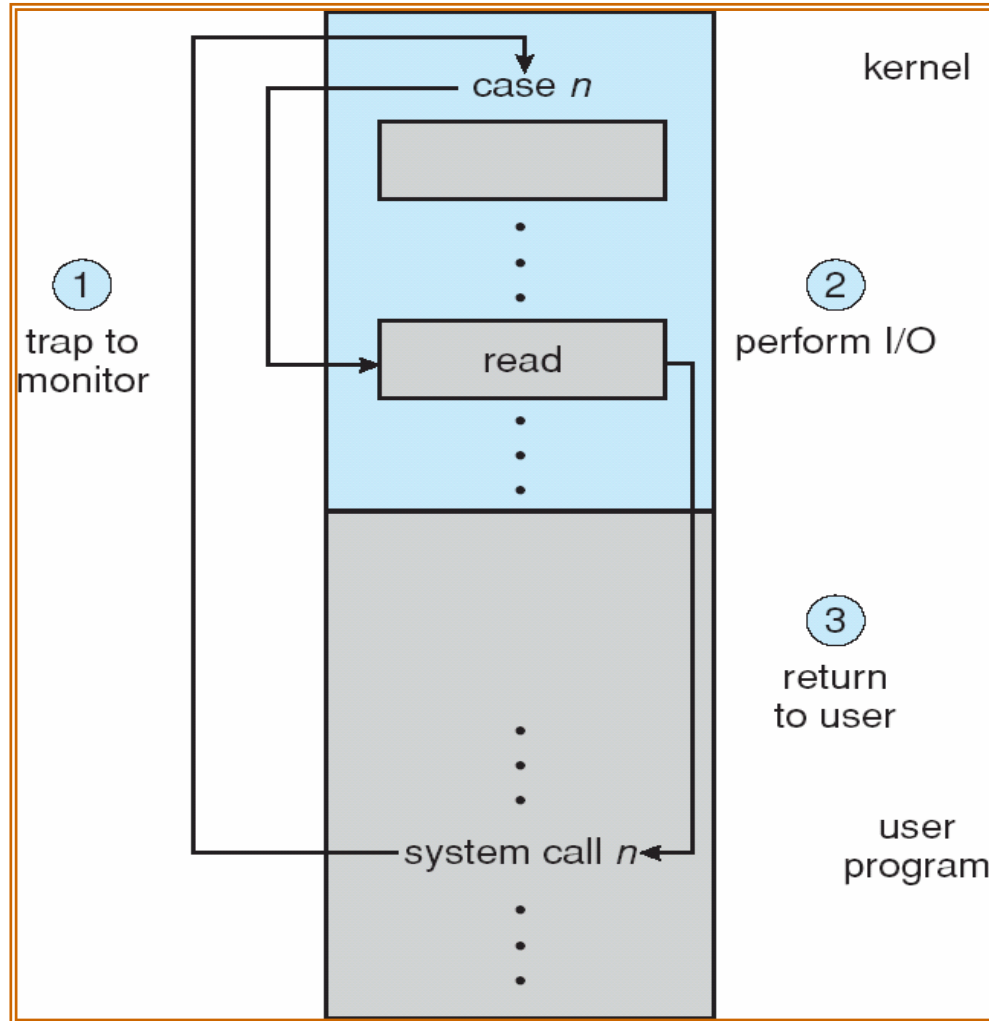 case n
kernel
1
trap to
monitor
2
perform I/O
read
3
return
to user
system call n
user
program